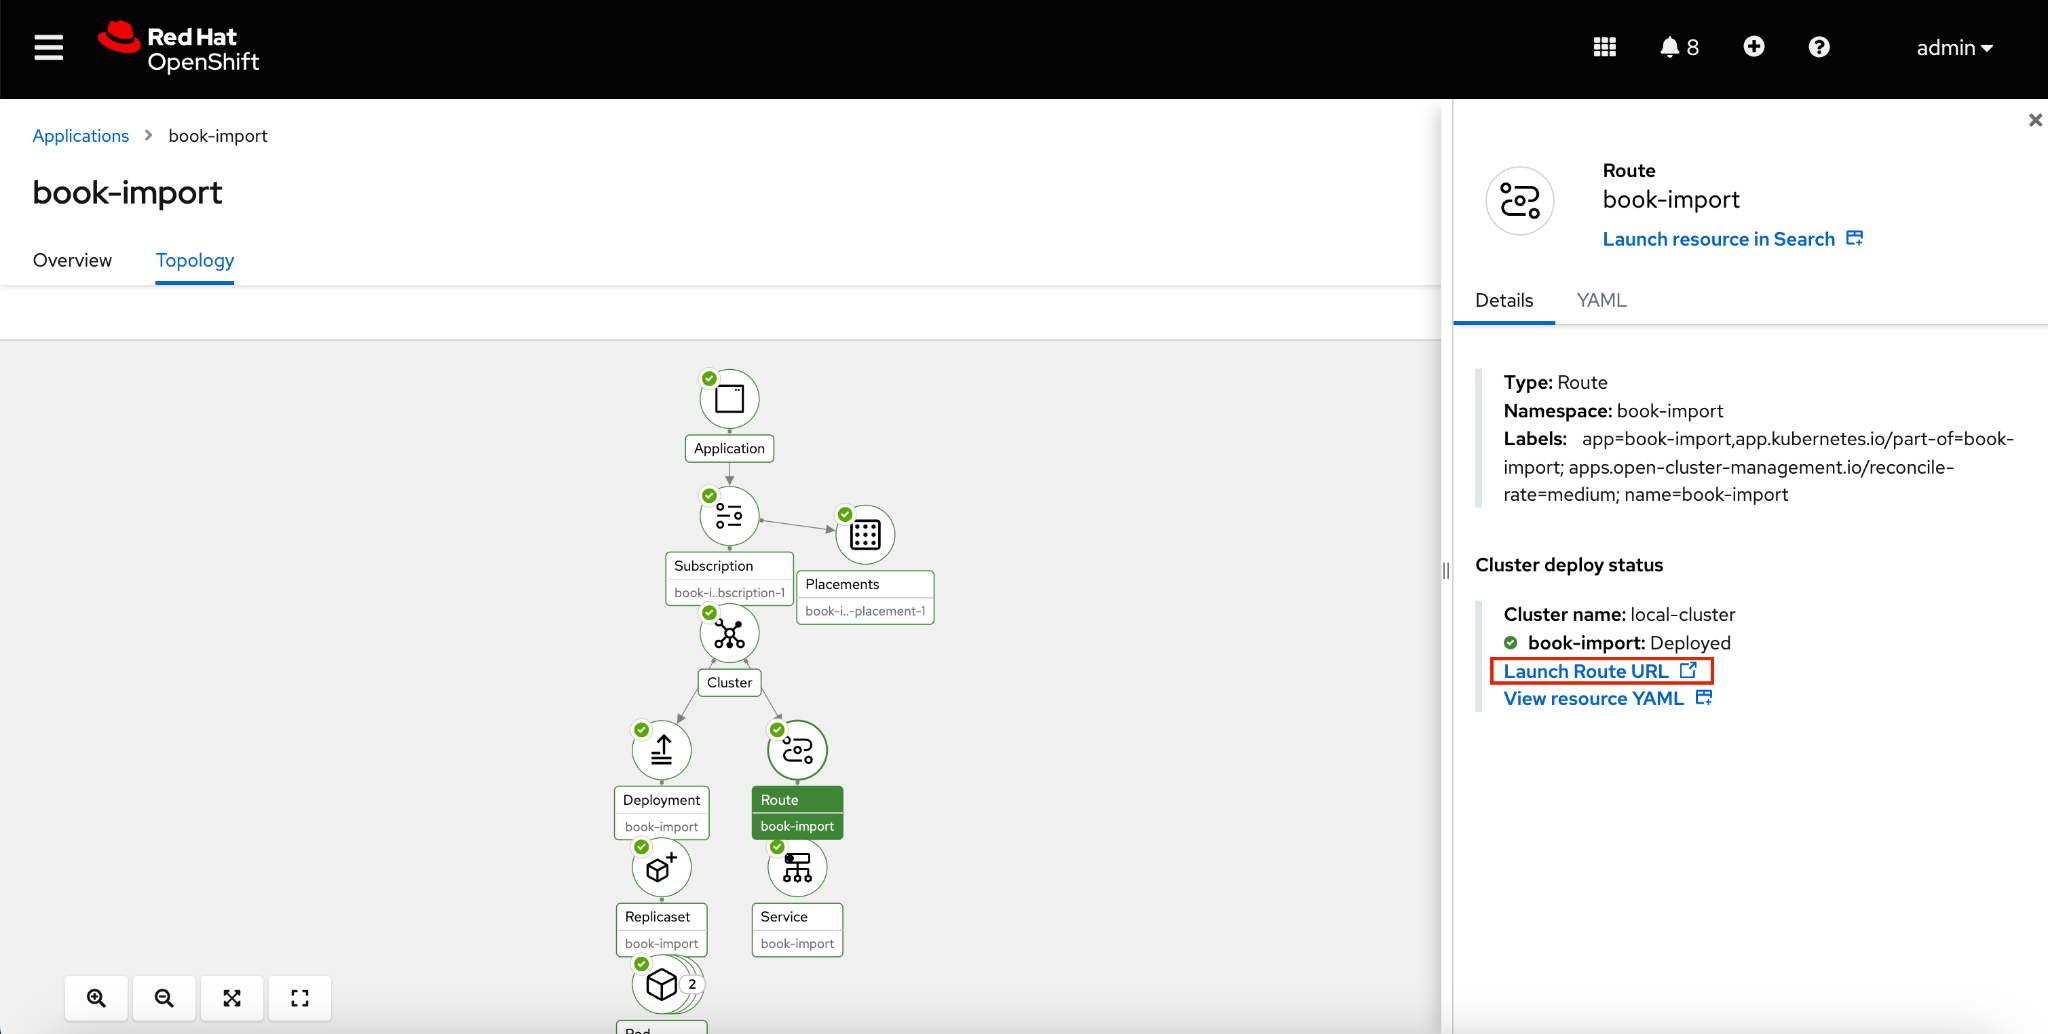 Red Hat
OpenShift
8
admin
Applications > book-import
book-import
Overview
Topology
Application
Subscription
book-i..bscription-1
Placements
book-i..-placement-1
Cluster
Deployment
book-import
Route
book-import
Replicaset
book-import
Service
book-import
2
Pod
Route
book-import
Launch resource in Search
Details
YAML
Type: Route
Namespace: book-import
Labels: app=book-import,app.kubernetes.io/part-of=book-
import; apps.open-cluster-management.io/reconcile-
rate=medium; name=book-import
Cluster deploy status
Cluster name: local-cluster
book-import: Deployed
Launch Route URL
View resource YAML